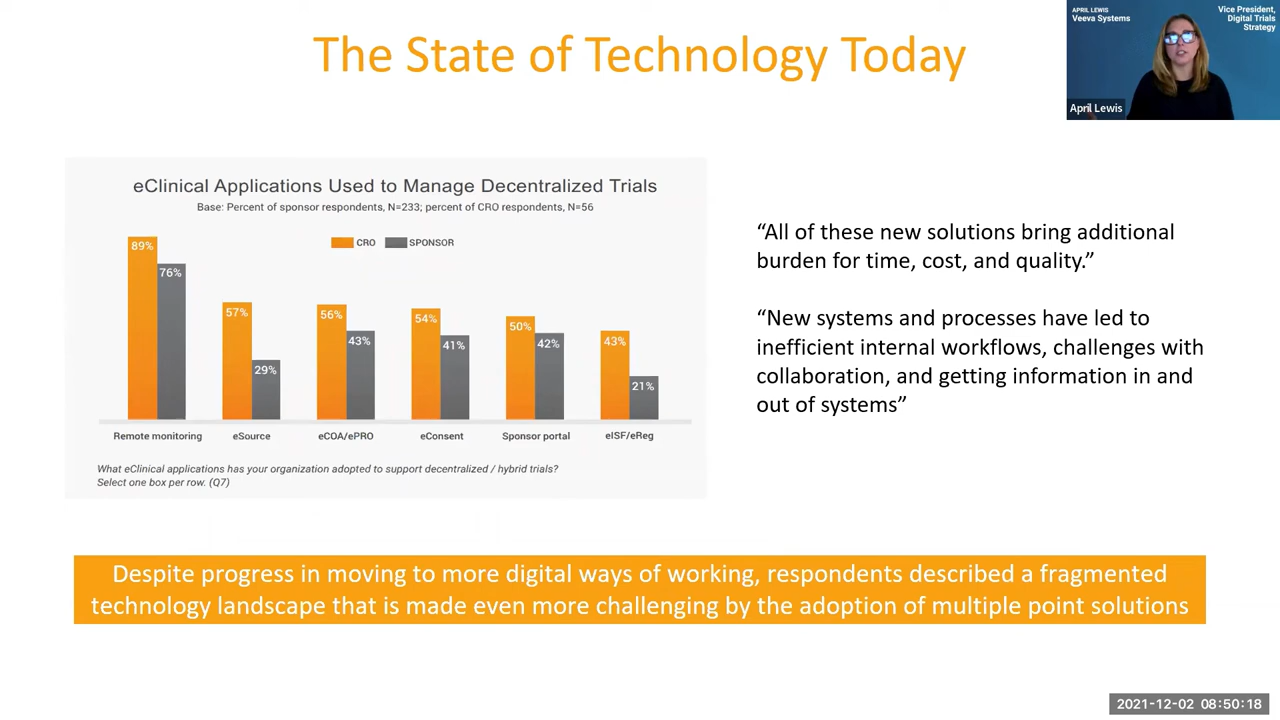 The State of Technology Today
APRIL LEWIS
Veeva Systems
Vice President,
Digital Trials
Strategy
April Lewis
eClinical Applications Used to Manage Decentralized Trials
Base: Percent of sponsor respondents, N=233; percent of CRO respondents, N=56
CRO SPONSOR
89% 76% 57% 29% 56% 43% 54% 41% 50% 42% 43% 21%
Remote monitoring eSource eCOA/ePRO eConsent Sponsor portal eISF/eReg
What eClinical applications has your organization adopted to support decentralized / hybrid trials?
Select one box per row. (Q7)
“All of these new solutions bring additional
burden for time, cost, and quality.”
“New systems and processes have led to
inefficient internal workflows, challenges with
collaboration, and getting information in and
out of systems”
Despite progress in moving to more digital ways of working, respondents described a fragmented
technology landscape that is made even more challenging by the adoption of multiple point solutions
2021-12-02 08:50:18